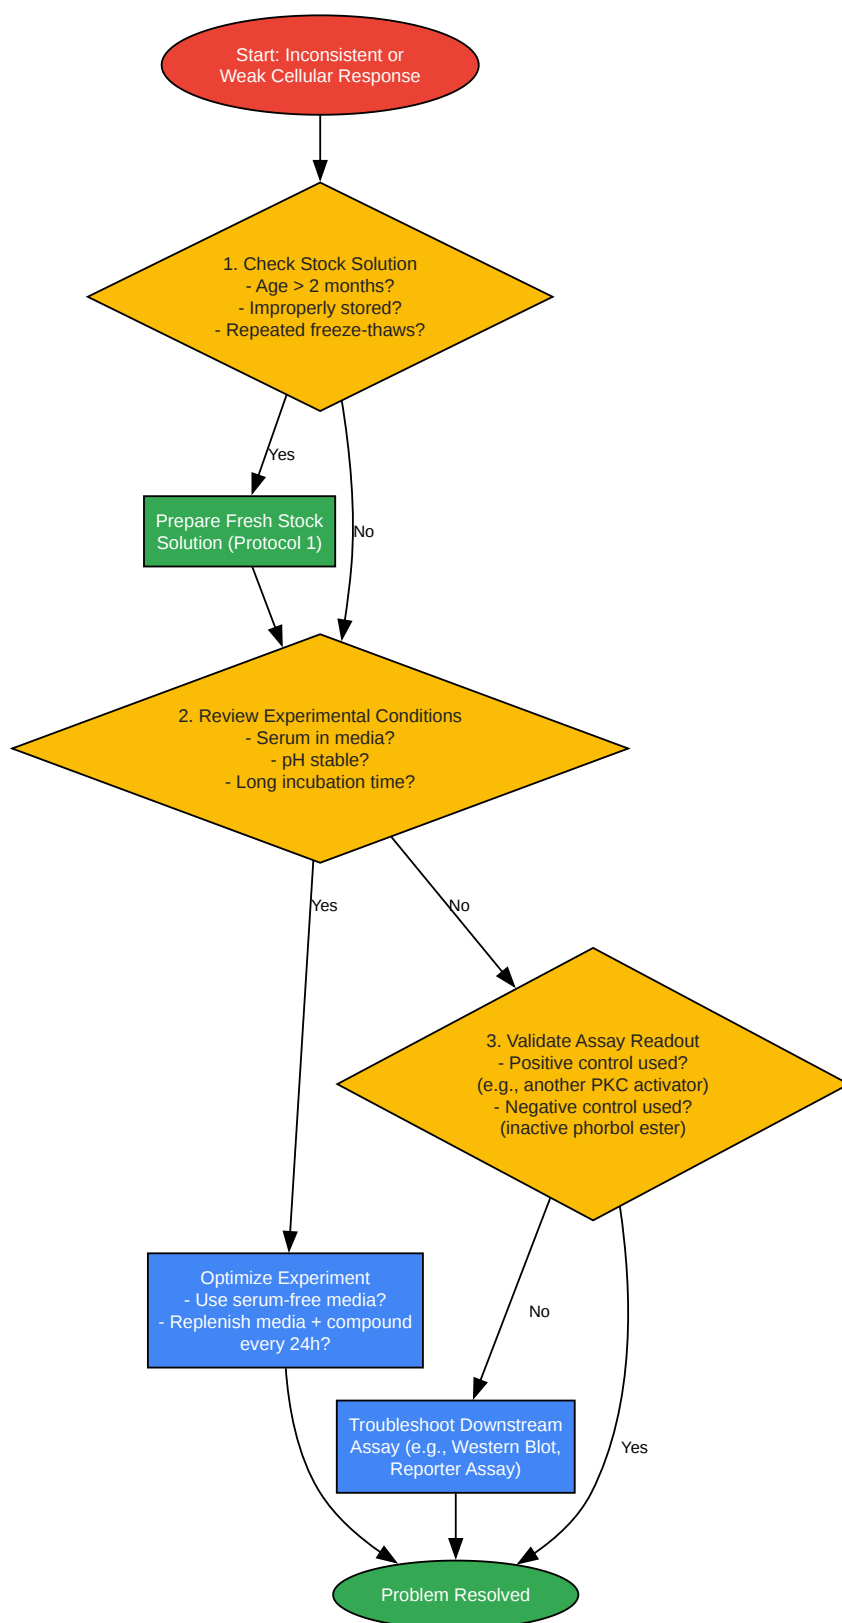 Start: Inconsistent or
Weak Cellular Response
1. Check Stock Solution
- Age > 2 months?
- Improperly stored?
- Repeated freeze-thaws?
Yes
No
Prepare Fresh Stock
Solution (Protocol 1)
2. Review Experimental Conditions
- Serum in media?
- pH stable?
- Long incubation time?
Yes
No
3. Validate Assay Readout
- Positive control used?
(e.g., another PKC activator)
- Negative control used?
(inactive phorbol ester)
Optimize Experiment
- Use serum-free media?
- Replenish media + compound
every 24h?
No
Yes
Troubleshoot Downstream
Assay (e.g., Western Blot,
Reporter Assay)
Problem Resolved